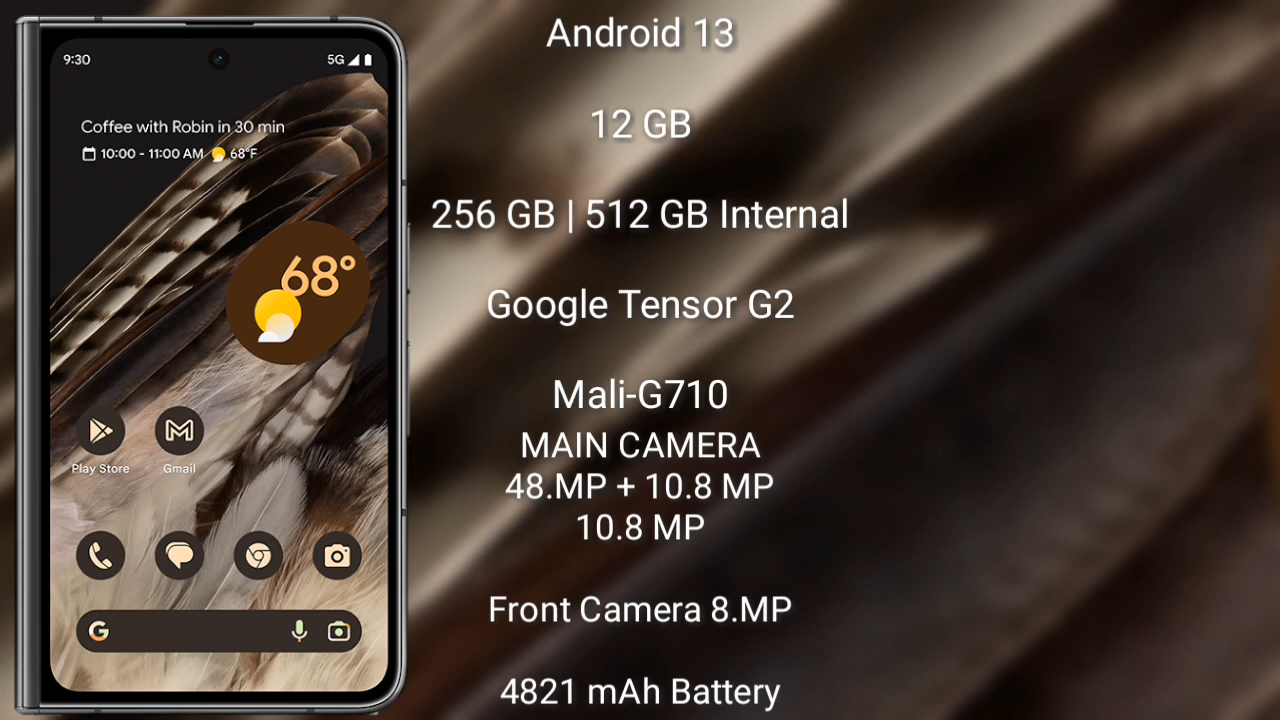 9:30
5G
Coffee with Robin in 30 min
10:00 - 11:00 AM 68°F
68°
Play Store
Gmail
Android 13
12 GB
256 GB | 512 GB Internal
Google Tensor G2
Mali-G710
MAIN CAMERA
48.MP + 10.8 MP
10.8 MP
Front Camera 8.MP
4821 mAh Battery